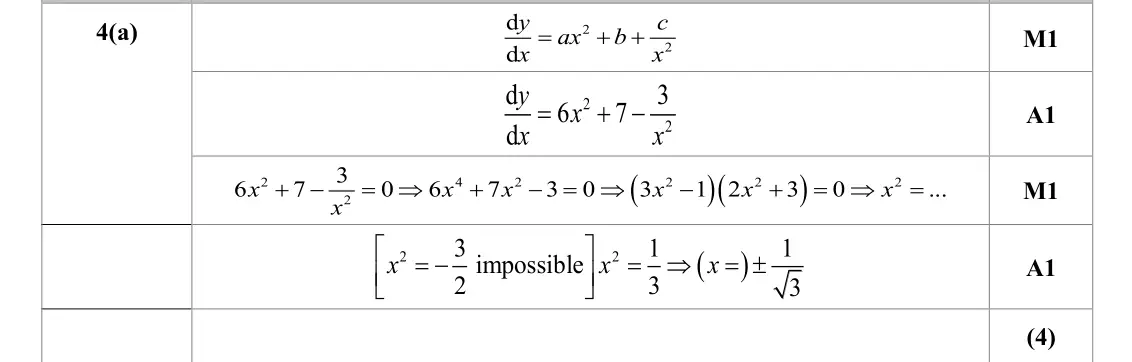 4(a)
dy/dx = ax² + b + c/x² M1
dy/dx = 6x² + 7 − 3/x² A1
6x² + 7 − 3/x² = 0 ⇒ 6x⁴ + 7x² − 3 = 0 ⇒ (3x² − 1)(2x² + 3) = 0 ⇒ x² = ... M1
[x² = −3/2 impossible] x² = 1/3 ⇒ (x =) ± 1/√3 A1
(4)